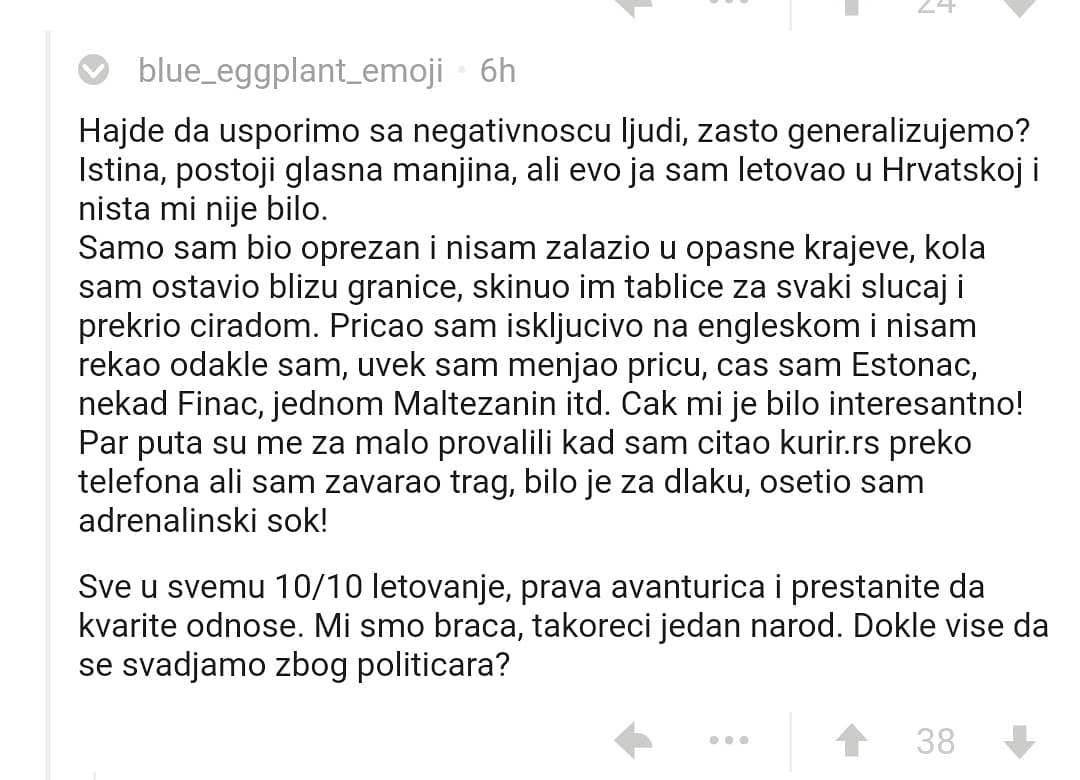 24
blue_eggplant_emoji • 6h
Hajde da usporimo sa negativnoscu ljudi, zasto generalizujemo?
Istina, postoji glasna manjina, ali evo ja sam letovao u Hrvatskoj i
nista mi nije bilo.
Samo sam bio oprezan i nisam zalazio u opasne krajeve, kola
sam ostavio blizu granice, skinuo im tablice za svaki slucaj i
prekrio ciradom. Pricao sam iskljucivo na engleskom i nisam
rekao odakle sam, uvek sam menjao pricu, cas sam Estonac,
nekad Finac, jednom Maltezanin itd. Cak mi je bilo interesantno!
Par puta su me za malo provalili kad sam citao kurir.rs preko
telefona ali sam zavarao trag, bilo je za dlaku, osetio sam
adrenalinski sok!
Sve u svemu 10/10 letovanje, prava avanturica i prestanite da
kvarite odnose. Mi smo braca, takoreci jedan narod. Dokle vise da
se svadjamo zbog politicara?
38